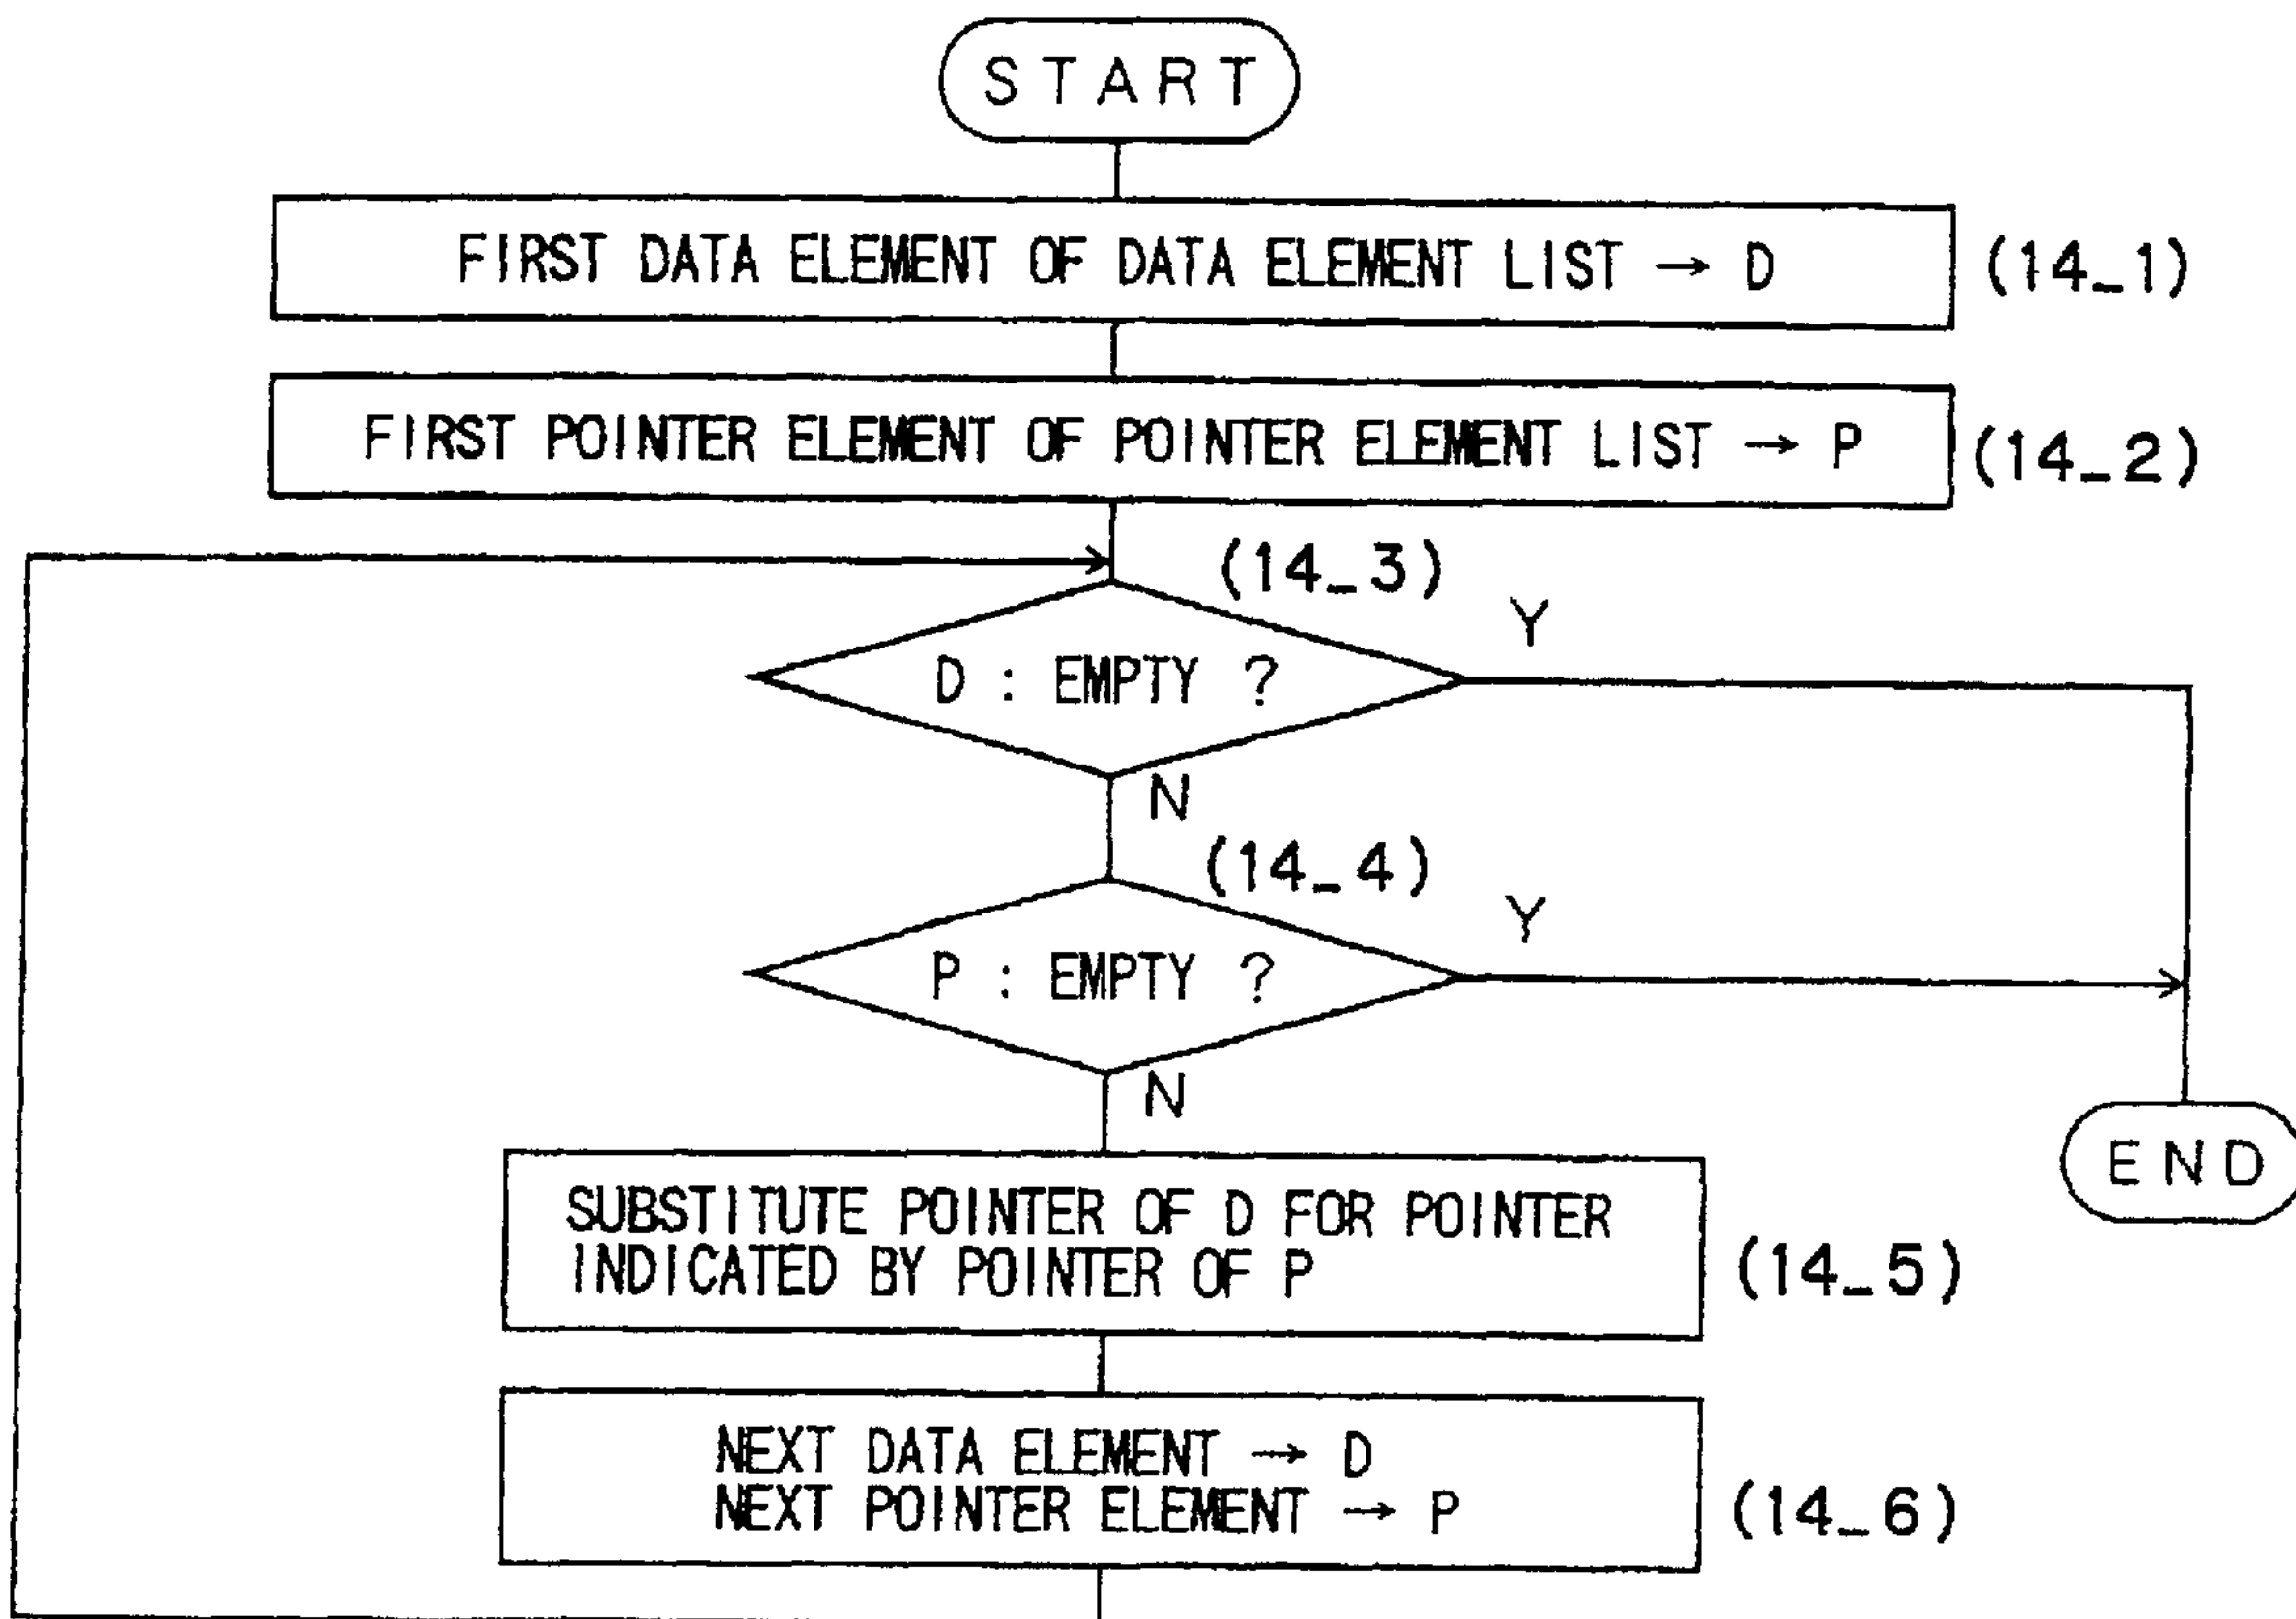 START
FIRST DATA ELEMENT OF DATA ELEMENT LIST → D
(14_1)
FIRST POINTER ELEMENT OF POINTER ELEMENT LIST → P
(14_2)
(14_3)
D : EMPTY ?
Y
N
(14_4)
P : EMPTY ?
Y
N
END
SUBSTITUTE POINTER OF D FOR POINTER
INDICATED BY POINTER OF P
(14_5)
NEXT DATA ELEMENT → D
NEXT POINTER ELEMENT → P
(14_6)